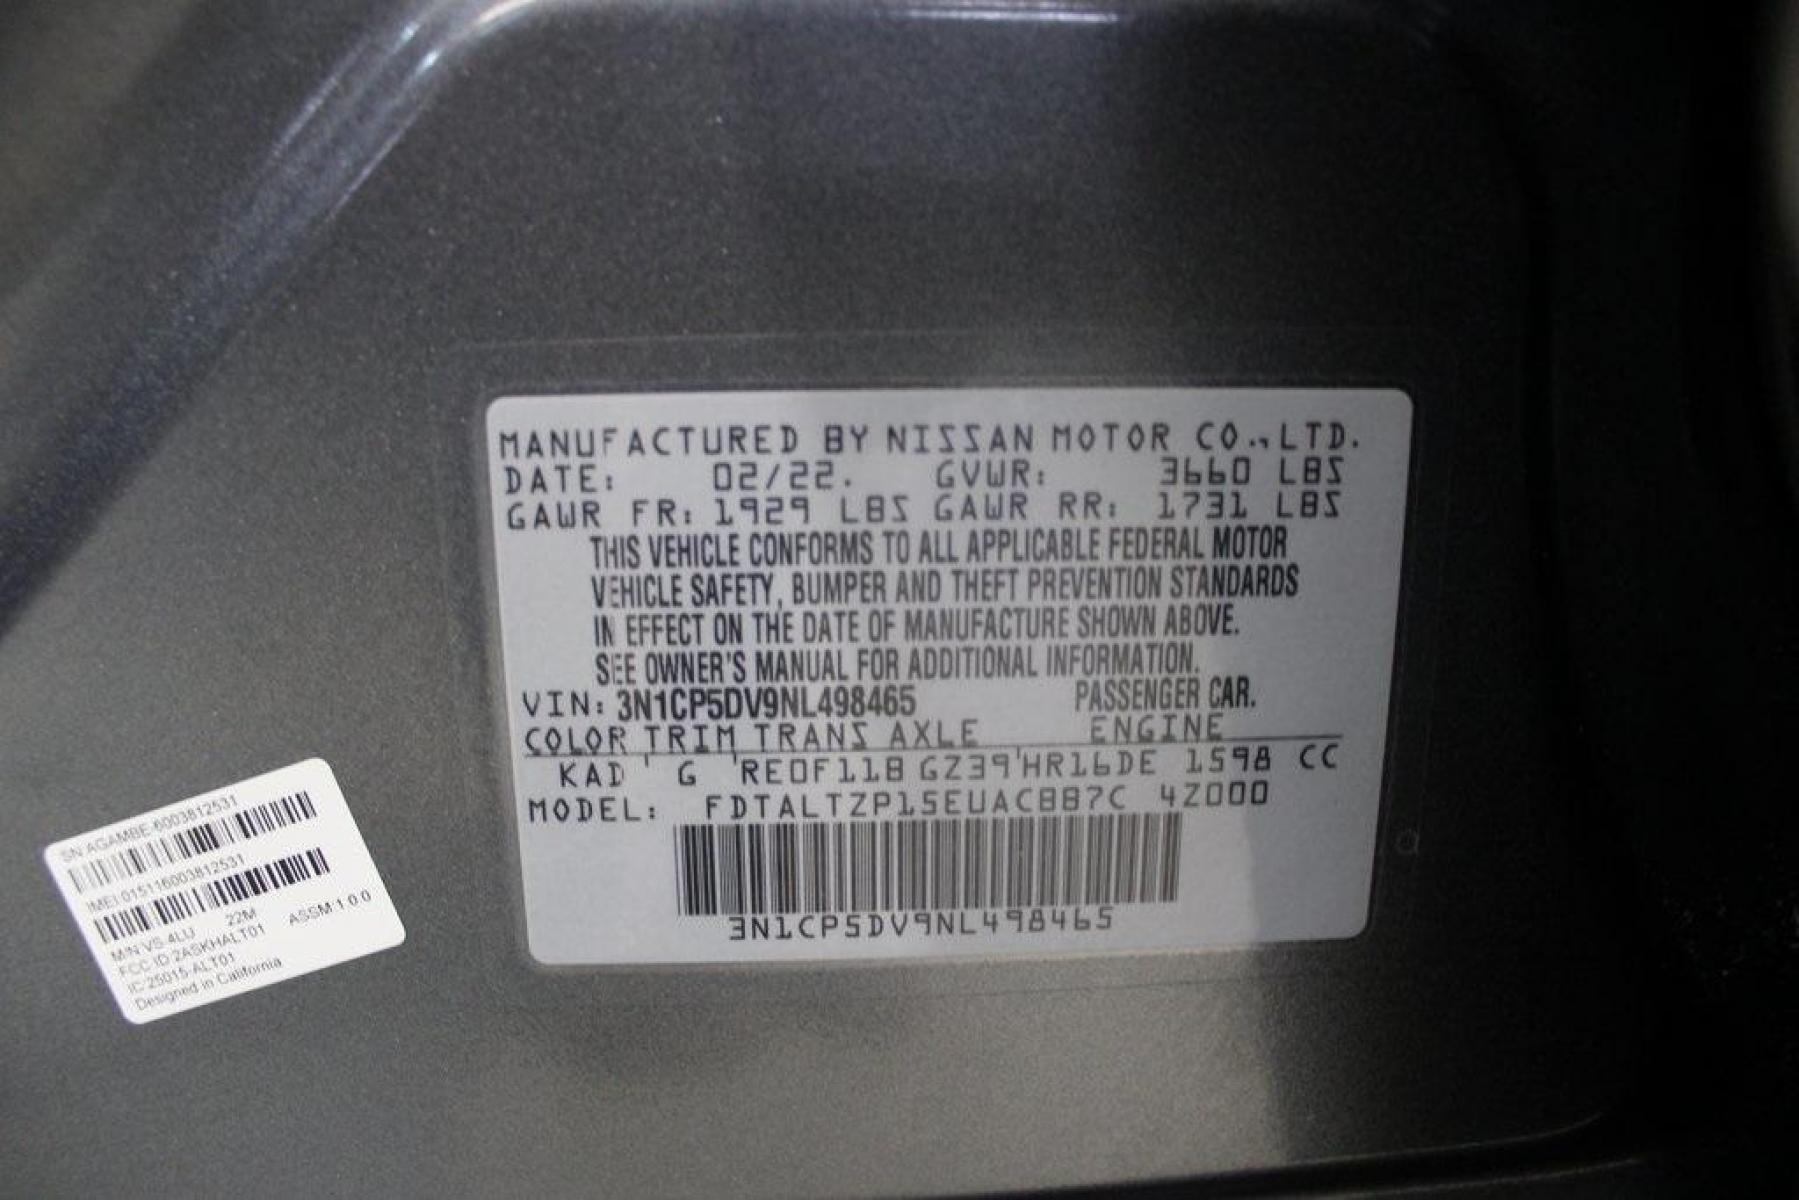 MANUFACTURED BY NISSAN MOTOR CO., LTD.
DATE: 02/22. GVWR: 3660 LBS
GAWR FR: 1929 LBS GAWR RR: 1731 LBS
THIS VEHICLE CONFORMS TO ALL APPLICABLE FEDERAL MOTOR
VEHICLE SAFETY, BUMPER AND THEFT PREVENTION STANDARDS
IN EFFECT ON THE DATE OF MANUFACTURE SHOWN ABOVE.
SEE OWNER'S MANUAL FOR ADDITIONAL INFORMATION.
VIN: 3N1CP5DV9NL498465 PASSENGER CAR.
COLOR TRIM TRANS AXLE ENGINE
KAD ' G 'RE0F11B GZ39'HR16DE 1598 CC
MODEL: FDTALTZP15EUACBB7C 4Z000
3N1CP5DV9NL498465
SN:AGAMBE-6003812531
IMEI:015116003812531
M/N:VS-4LU 22M ASSM 1.0.0
FCC ID:2ASKHALT01
IC:25015-ALT01
Designed in California